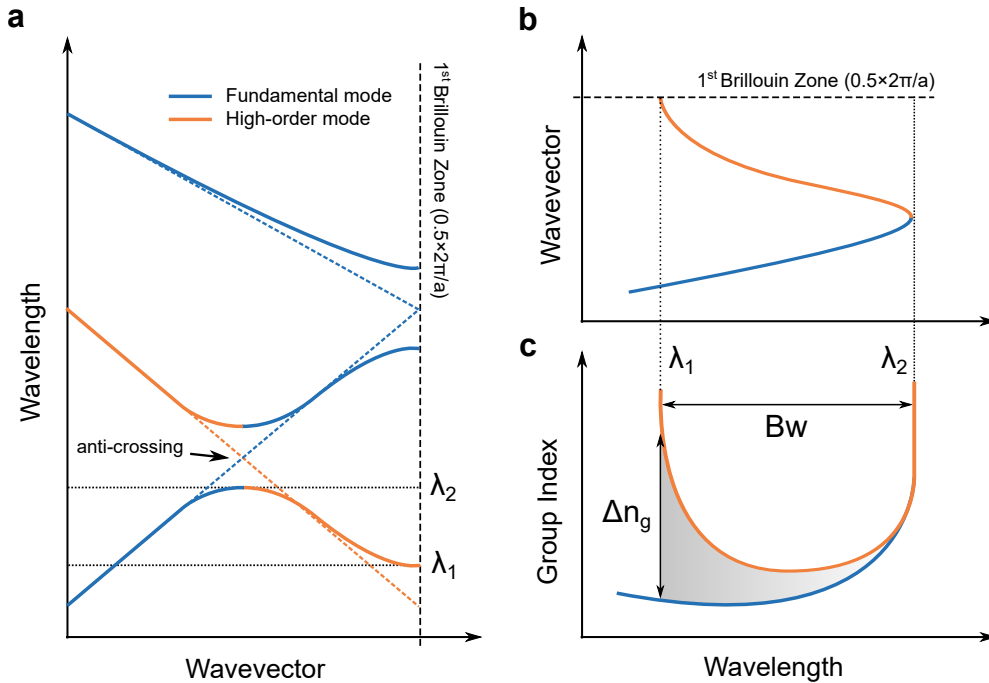 a
Wavelength
Fundamental mode
High-order mode
1st Brillouin Zone (0.5×2π/a)
anti-crossing
λ2
λ1
Wavevector
b
Wavevector
1st Brillouin Zone (0.5×2π/a)
c
λ1
λ2
Bw
Δng
Group Index
Wavelength